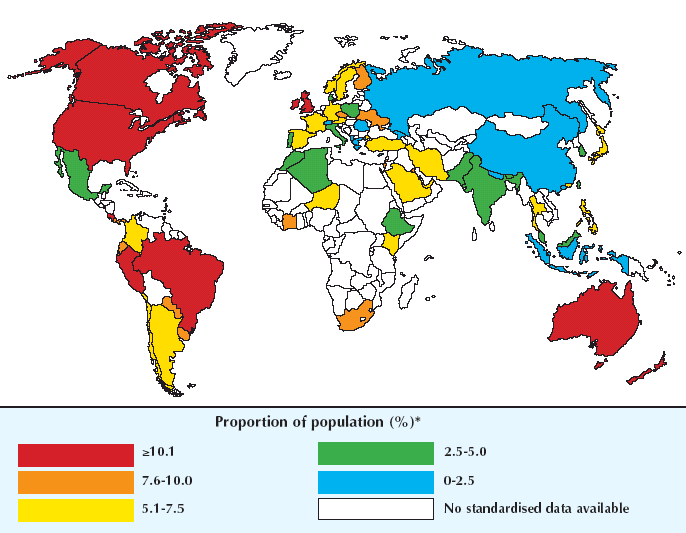 Proportion of population (%)*
≥10.1
7.6-10.0
5.1-7.5
2.5-5.0
0-2.5
No standardised data available